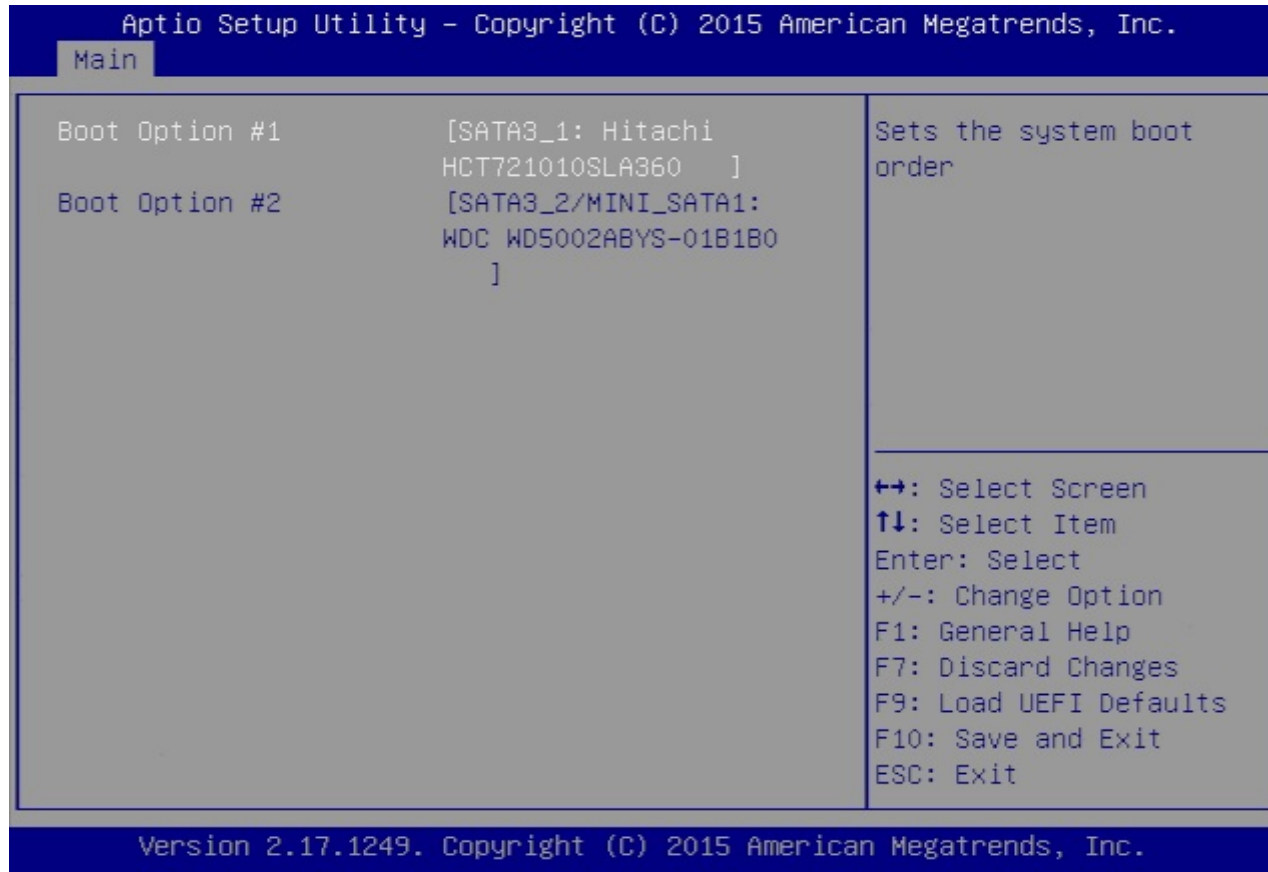 Aptio Setup Utility – Copyright (C) 2015 American Megatrends, Inc.
Main
Boot Option #1 [SATA3_1: Hitachi
HCT721010SLA360 ]
Boot Option #2 [SATA3_2/MINI_SATA1:
WDC WD5002ABYS-01B1B0
]
Sets the system boot
order
↔: Select Screen
↑↓: Select Item
Enter: Select
+/-: Change Option
F1: General Help
F7: Discard Changes
F9: Load UEFI Defaults
F10: Save and Exit
ESC: Exit
Version 2.17.1249. Copyright (C) 2015 American Megatrends, Inc.